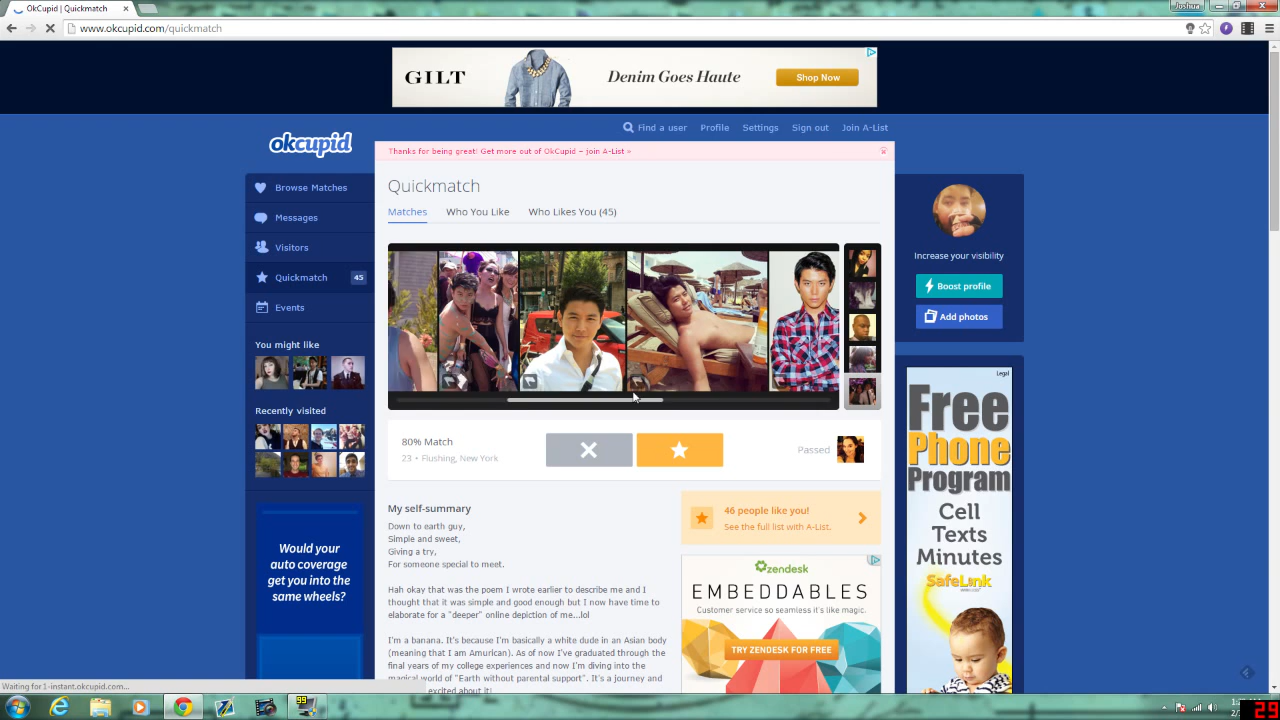 OkCupid | Quickmatch
Joshua
www.okcupid.com/quickmatch
GILT
Denim Goes Haute
Shop Now
okcupid
Find a user
Profile
Settings
Sign out
Join A-List
Thanks for being great! Get more out of OkCupid – join A-List »
Browse Matches
Messages
Visitors
Quickmatch
45
Events
You might like
Recently visited
Would your
auto coverage
get you into the
same wheels?
Quickmatch
Matches
Who You Like
Who Likes You (45)
80% Match
23 • Flushing, New York
Passed
My self-summary
Down to earth guy,
Simple and sweet,
Giving a try,
For someone special to meet.
Hah okay that was the poem I wrote earlier to describe me and I
thought that it was simple and good enough but I now have time to
elaborate for a "deeper" online depiction of me...lol
I'm a banana. It's because I'm basically a white dude in an Asian body
(meaning that I am Amurican). As of now I've graduated through the
final years of my college experiences and now I'm diving into the
magical world of "Earth without parental support". It's a journey and
excited about it!
46 people like you!
See the full list with A-List.
zendesk
EMBEDDABLES
Customer service so seamless it's like magic.
TRY ZENDESK FOR FREE
Increase your visibility
Boost profile
Add photos
Legal
Free
Phone
Program
Cell
Texts
Minutes
SafeLink
Waiting for 1-instant.okcupid.com...
99
29